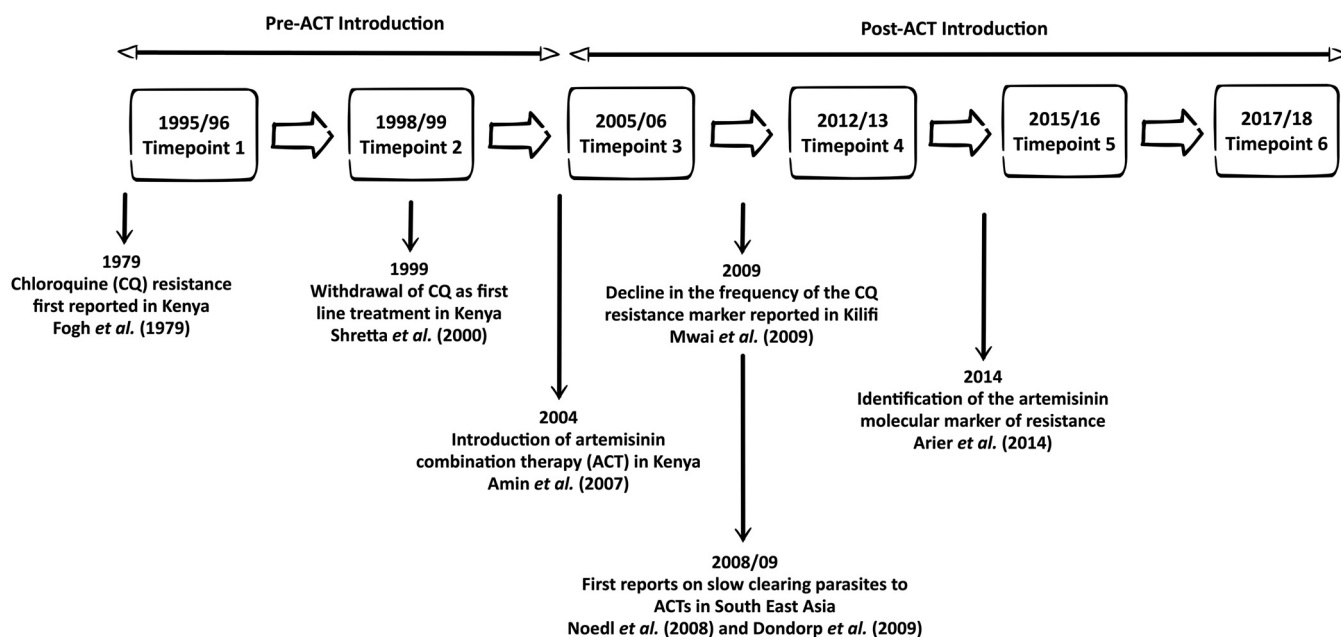 Pre-ACT Introduction
Post-ACT Introduction
1995/96
Timepoint 1
1998/99
Timepoint 2
2005/06
Timepoint 3
2012/13
Timepoint 4
2015/16
Timepoint 5
2017/18
Timepoint 6
1979
Chloroquine (CQ) resistance
first reported in Kenya
Fogh et al. (1979)
1999
Withdrawal of CQ as first
line treatment in Kenya
Shretta et al. (2000)
2004
Introduction of artemisinin
combination therapy (ACT) in Kenya
Amin et al. (2007)
2009
Decline in the frequency of the CQ
resistance marker reported in Kilifi
Mwai et al. (2009)
2008/09
First reports on slow clearing parasites to
ACTs in South East Asia
Noedl et al. (2008) and Dondorp et al. (2009)
2014
Identification of the artemisinin
molecular marker of resistance
Arier et al. (2014)